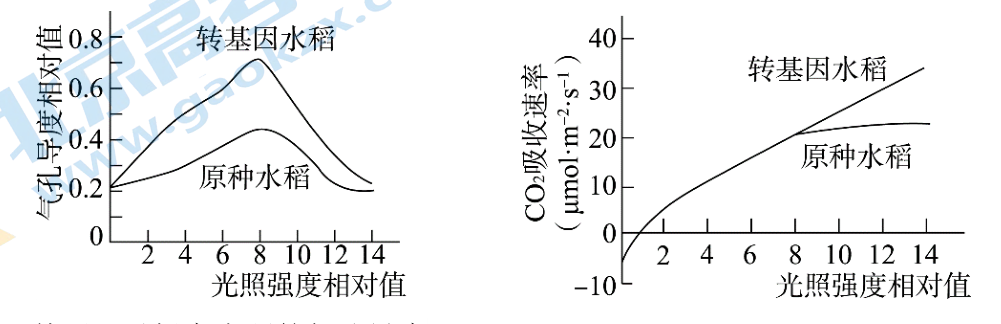 气孔导度相对值
0.8
0.6
0.4
0.2
0
转基因水稻
原种水稻
2 4 6 8 10 12 14
光照强度相对值
CO₂吸收速率
(μmol·m⁻²·s⁻¹)
40
30
20
10
0
-10
转基因水稻
原种水稻
2 4 6 8 10 12 14
光照强度相对值